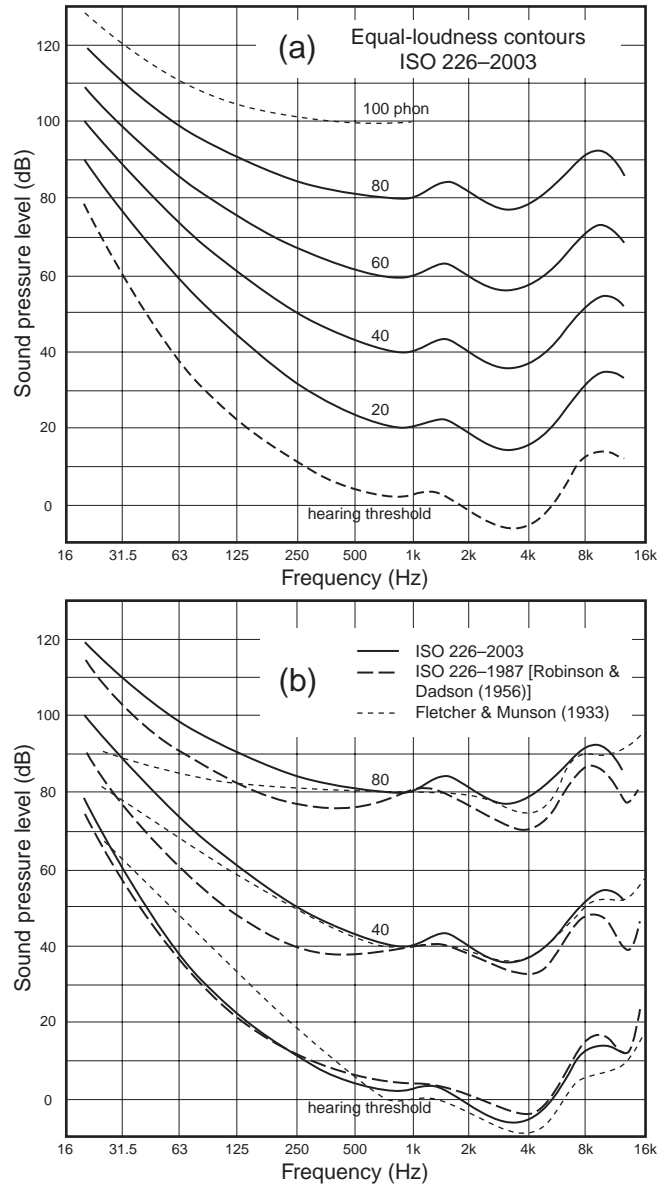 (a)
Equal-loudness contours
ISO 226–2003
120
100
80
60
40
20
0
Sound pressure level (dB)
100 phon
80
60
40
20
hearing threshold
16 31.5 63 125 250 500 1k 2k 4k 8k 16k
Frequency (Hz)
(b)
ISO 226–2003
ISO 226–1987 [Robinson &
Dadson (1956)]
Fletcher & Munson (1933)
120
100
80
60
40
20
0
Sound pressure level (dB)
80
40
hearing threshold
16 31.5 63 125 250 500 1k 2k 4k 8k 16k
Frequency (Hz)